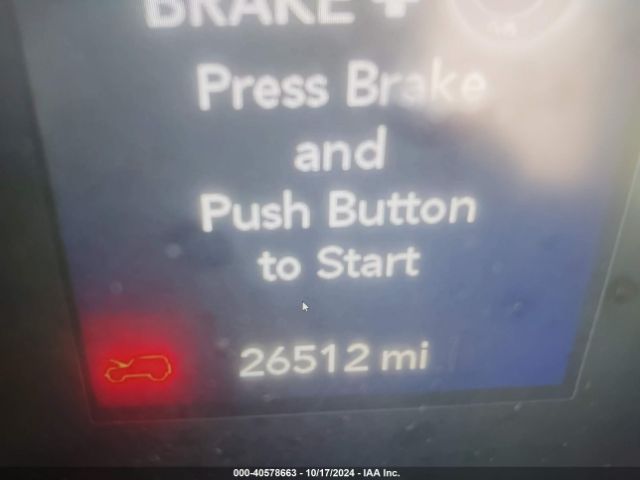 BRAKE +
Press Brake
and
Push Button
to Start
26512 mi
000-40578663 - 10/17/2024 - IAA Inc.